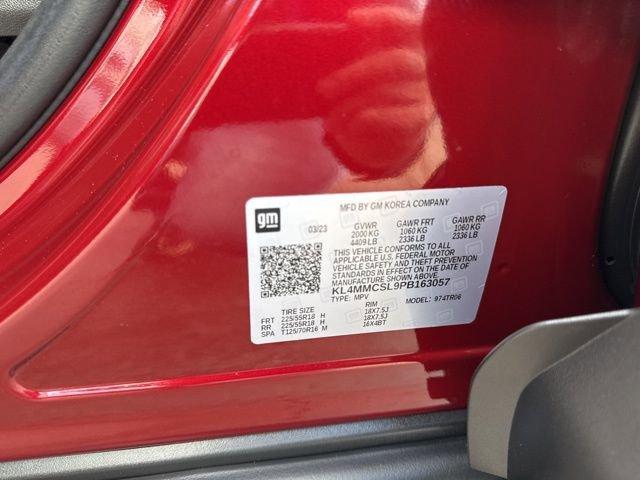 gm
MFD BY GM KOREA COMPANY
03/23 GVWR GAWR FRT GAWR RR
2000 KG 1060 KG 1060 KG
4409 LB 2336 LB 2336 LB
THIS VEHICLE CONFORMS TO ALL
APPLICABLE U.S. FEDERAL MOTOR
VEHICLE SAFETY AND THEFT PREVENTION
STANDARDS IN EFFECT ON THE DATE OF
MANUFACTURE SHOWN ABOVE.
KL4MMCSL9PB163057
TYPE: MPV MODEL: 974TR06
TIRE SIZE RIM
FRT 225/55R18 H 18X7.5J
RR 225/55R18 H 18X7.5J
SPA T125/70R16 M 16X4BT